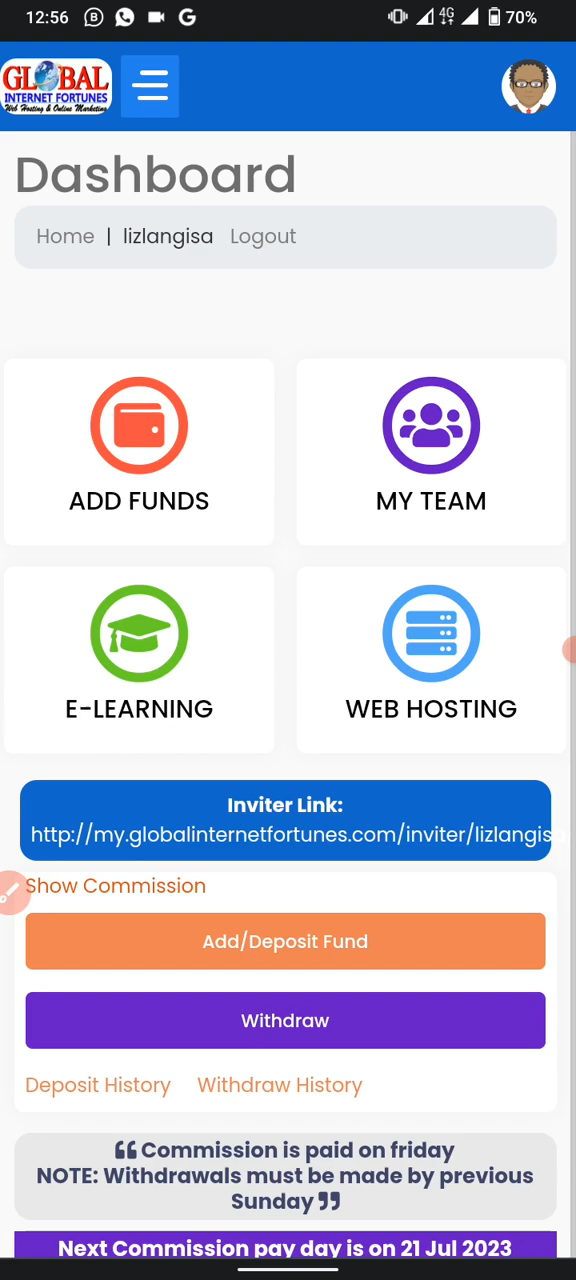 12:56
4G
70%
GLOBAL
INTERNET FORTUNES
Web Hosting & Online Marketing
Dashboard
Home | lizlangisa Logout
ADD FUNDS
MY TEAM
E-LEARNING
WEB HOSTING
Inviter Link:
http://my.globalinternetfortunes.com/inviter/lizlangisa
Show Commission
Add/Deposit Fund
Withdraw
Deposit History Withdraw History
❝ Commission is paid on friday
NOTE: Withdrawals must be made by previous
Sunday ❞
Next Commission pay day is on 21 Jul 2023